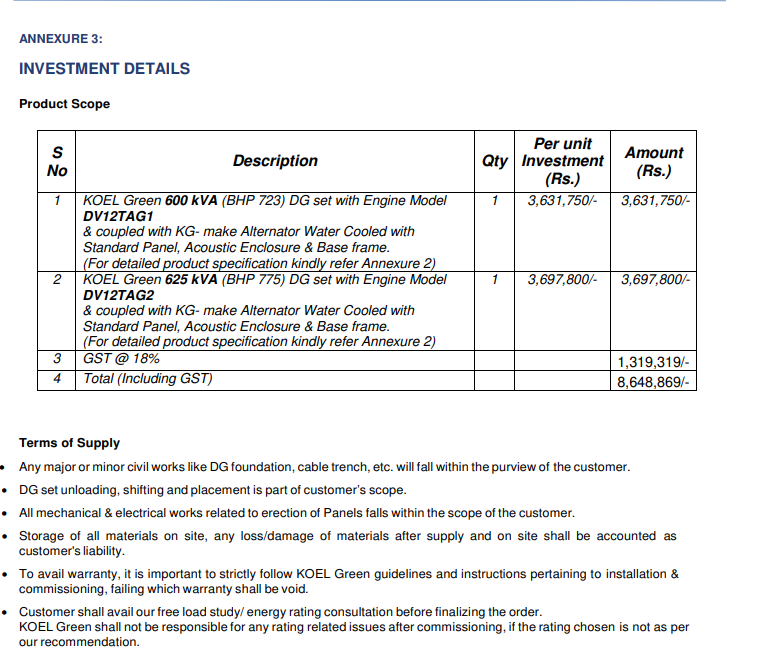 ANNEXURE 3:
INVESTMENT DETAILS
Product Scope
S No Description Qty Per unit Investment (Rs.) Amount (Rs.)
1 KOEL Green 600 kVA (BHP 723) DG set with Engine Model 1 3,631,750/- 3,631,750/-
DV12TAG1
& coupled with KG- make Alternator Water Cooled with
Standard Panel, Acoustic Enclosure & Base frame.
(For detailed product specification kindly refer Annexure 2)
2 KOEL Green 625 kVA (BHP 775) DG set with Engine Model 1 3,697,800/- 3,697,800/-
DV12TAG2
& coupled with KG- make Alternator Water Cooled with
Standard Panel, Acoustic Enclosure & Base frame.
(For detailed product specification kindly refer Annexure 2)
3 GST @ 18% 1,319,319/-
4 Total (Including GST) 8,648,869/-
Terms of Supply
• Any major or minor civil works like DG foundation, cable trench, etc. will fall within the purview of the customer.
• DG set unloading, shifting and placement is part of customer's scope.
• All mechanical & electrical works related to erection of Panels falls within the scope of the customer.
• Storage of all materials on site, any loss/damage of materials after supply and on site shall be accounted as
customer's liability.
• To avail warranty, it is important to strictly follow KOEL Green guidelines and instructions pertaining to installation &
commissioning, failing which warranty shall be void.
• Customer shall avail our free load study/ energy rating consultation before finalizing the order.
KOEL Green shall not be responsible for any rating related issues after commissioning, if the rating chosen is not as per
our recommendation.